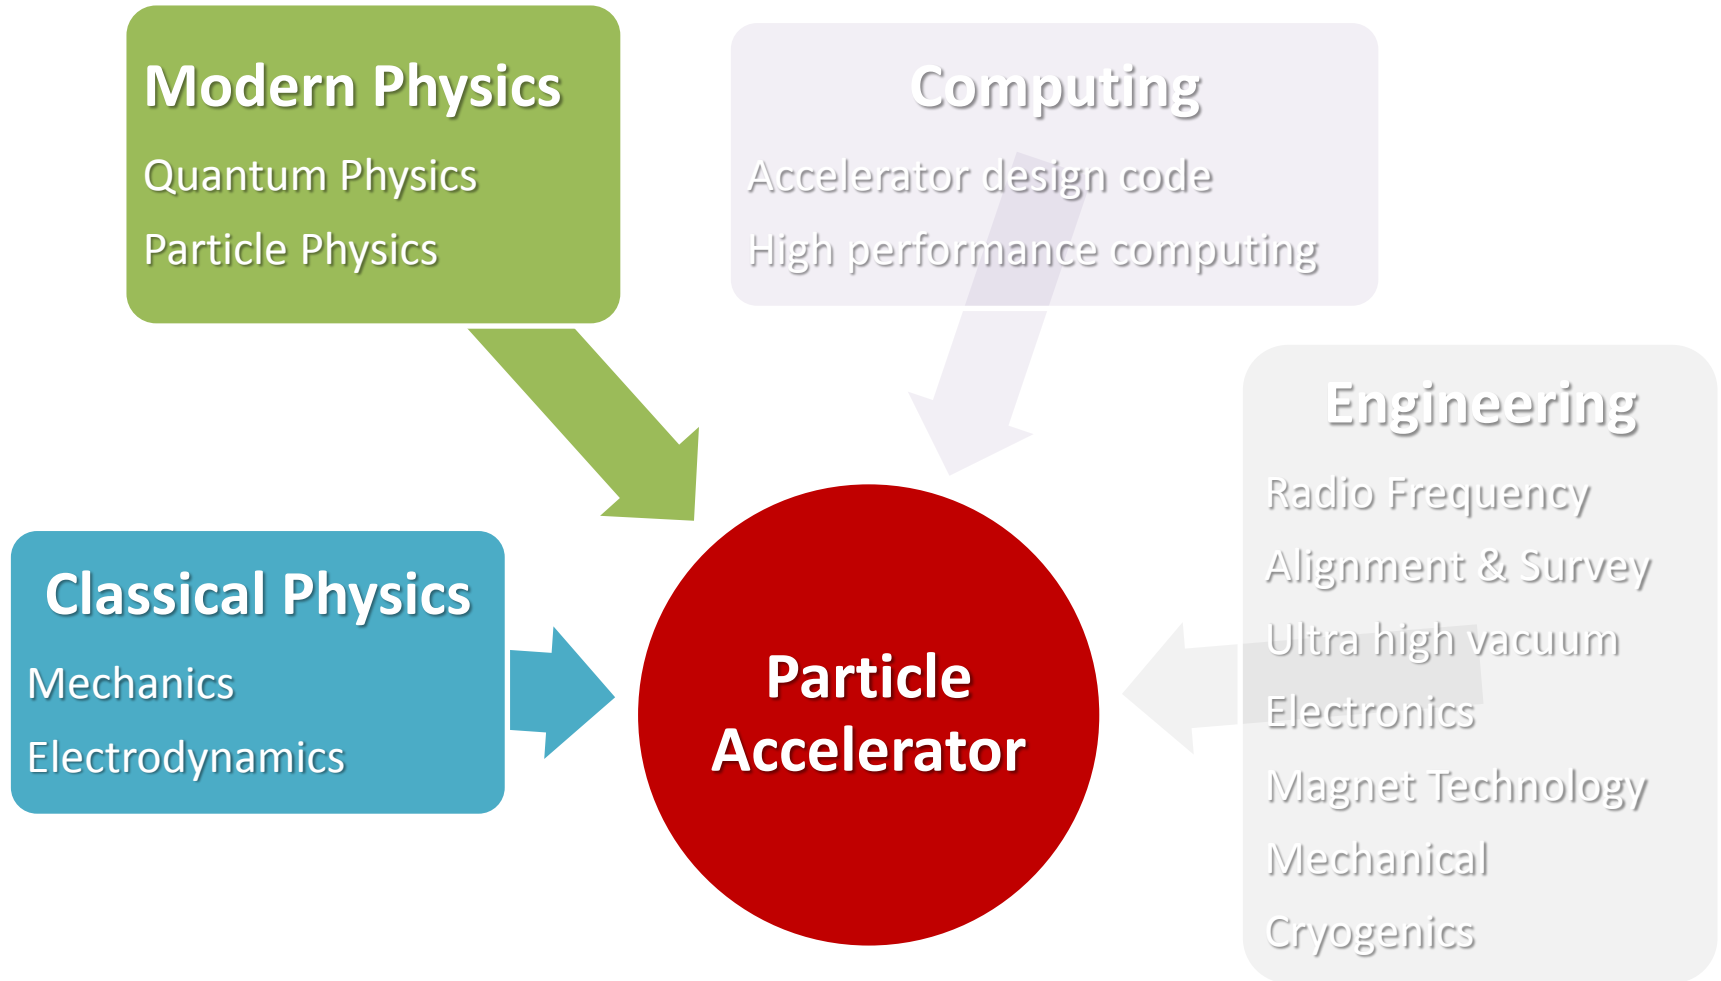 Modern Physics
Quantum Physics
Particle Physics
Computing
Accelerator design code
High performance computing
Engineering
Radio Frequency
Alignment & Survey
Ultra high vacuum
Electronics
Magnet Technology
Mechanical
Cryogenics
Classical Physics
Mechanics
Electrodynamics
Particle
Accelerator